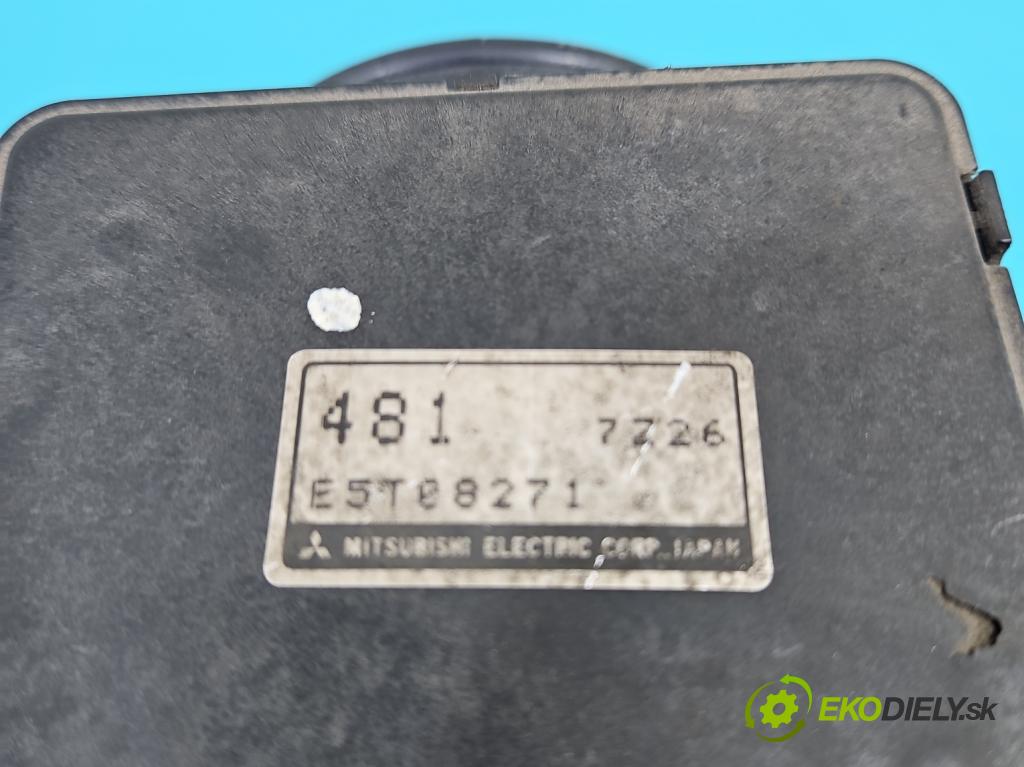 481 7Z26
E5T08271
MITSUBISHI ELECTRIC CORP. JAPAN
EKODIELY.sk